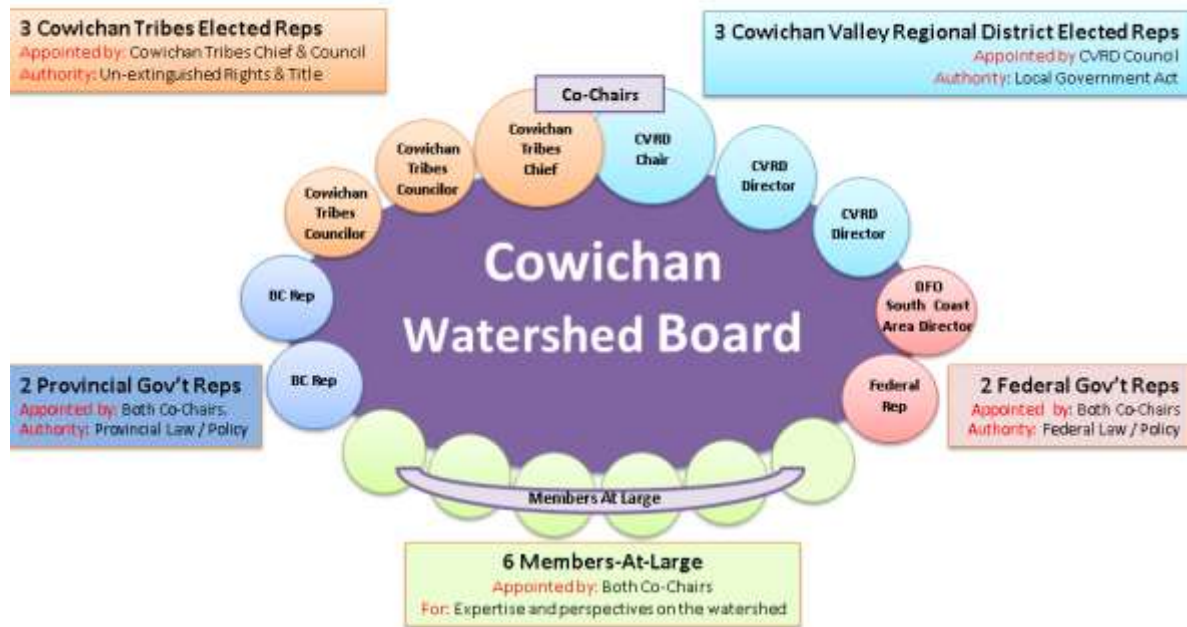 3 Cowichan Tribes Elected Reps
Appointed by: Cowichan Tribes Chief & Council
Authority: Un-extinguished Rights & Title
3 Cowichan Valley Regional District Elected Reps
Appointed by CVRD Council
Authority: Local Government Act
Co-Chairs
Cowichan
Tribes
Chief
CVRD
Chair
Cowichan
Tribes
Councilor
CVRD
Director
Cowichan
Tribes
Councilor
CVRD
Director
Cowichan
Watershed Board
BC Rep
DFO
South Coast
Area Director
BC Rep
Federal
Rep
2 Provincial Gov't Reps
Appointed by: Both Co-Chairs.
Authority: Provincial Law / Policy
2 Federal Gov't Reps
Appointed by: Both Co-Chairs
Authority: Federal Law / Policy
Members At Large
6 Members-At-Large
Appointed by: Both Co-Chairs
For: Expertise and perspectives on the watershed